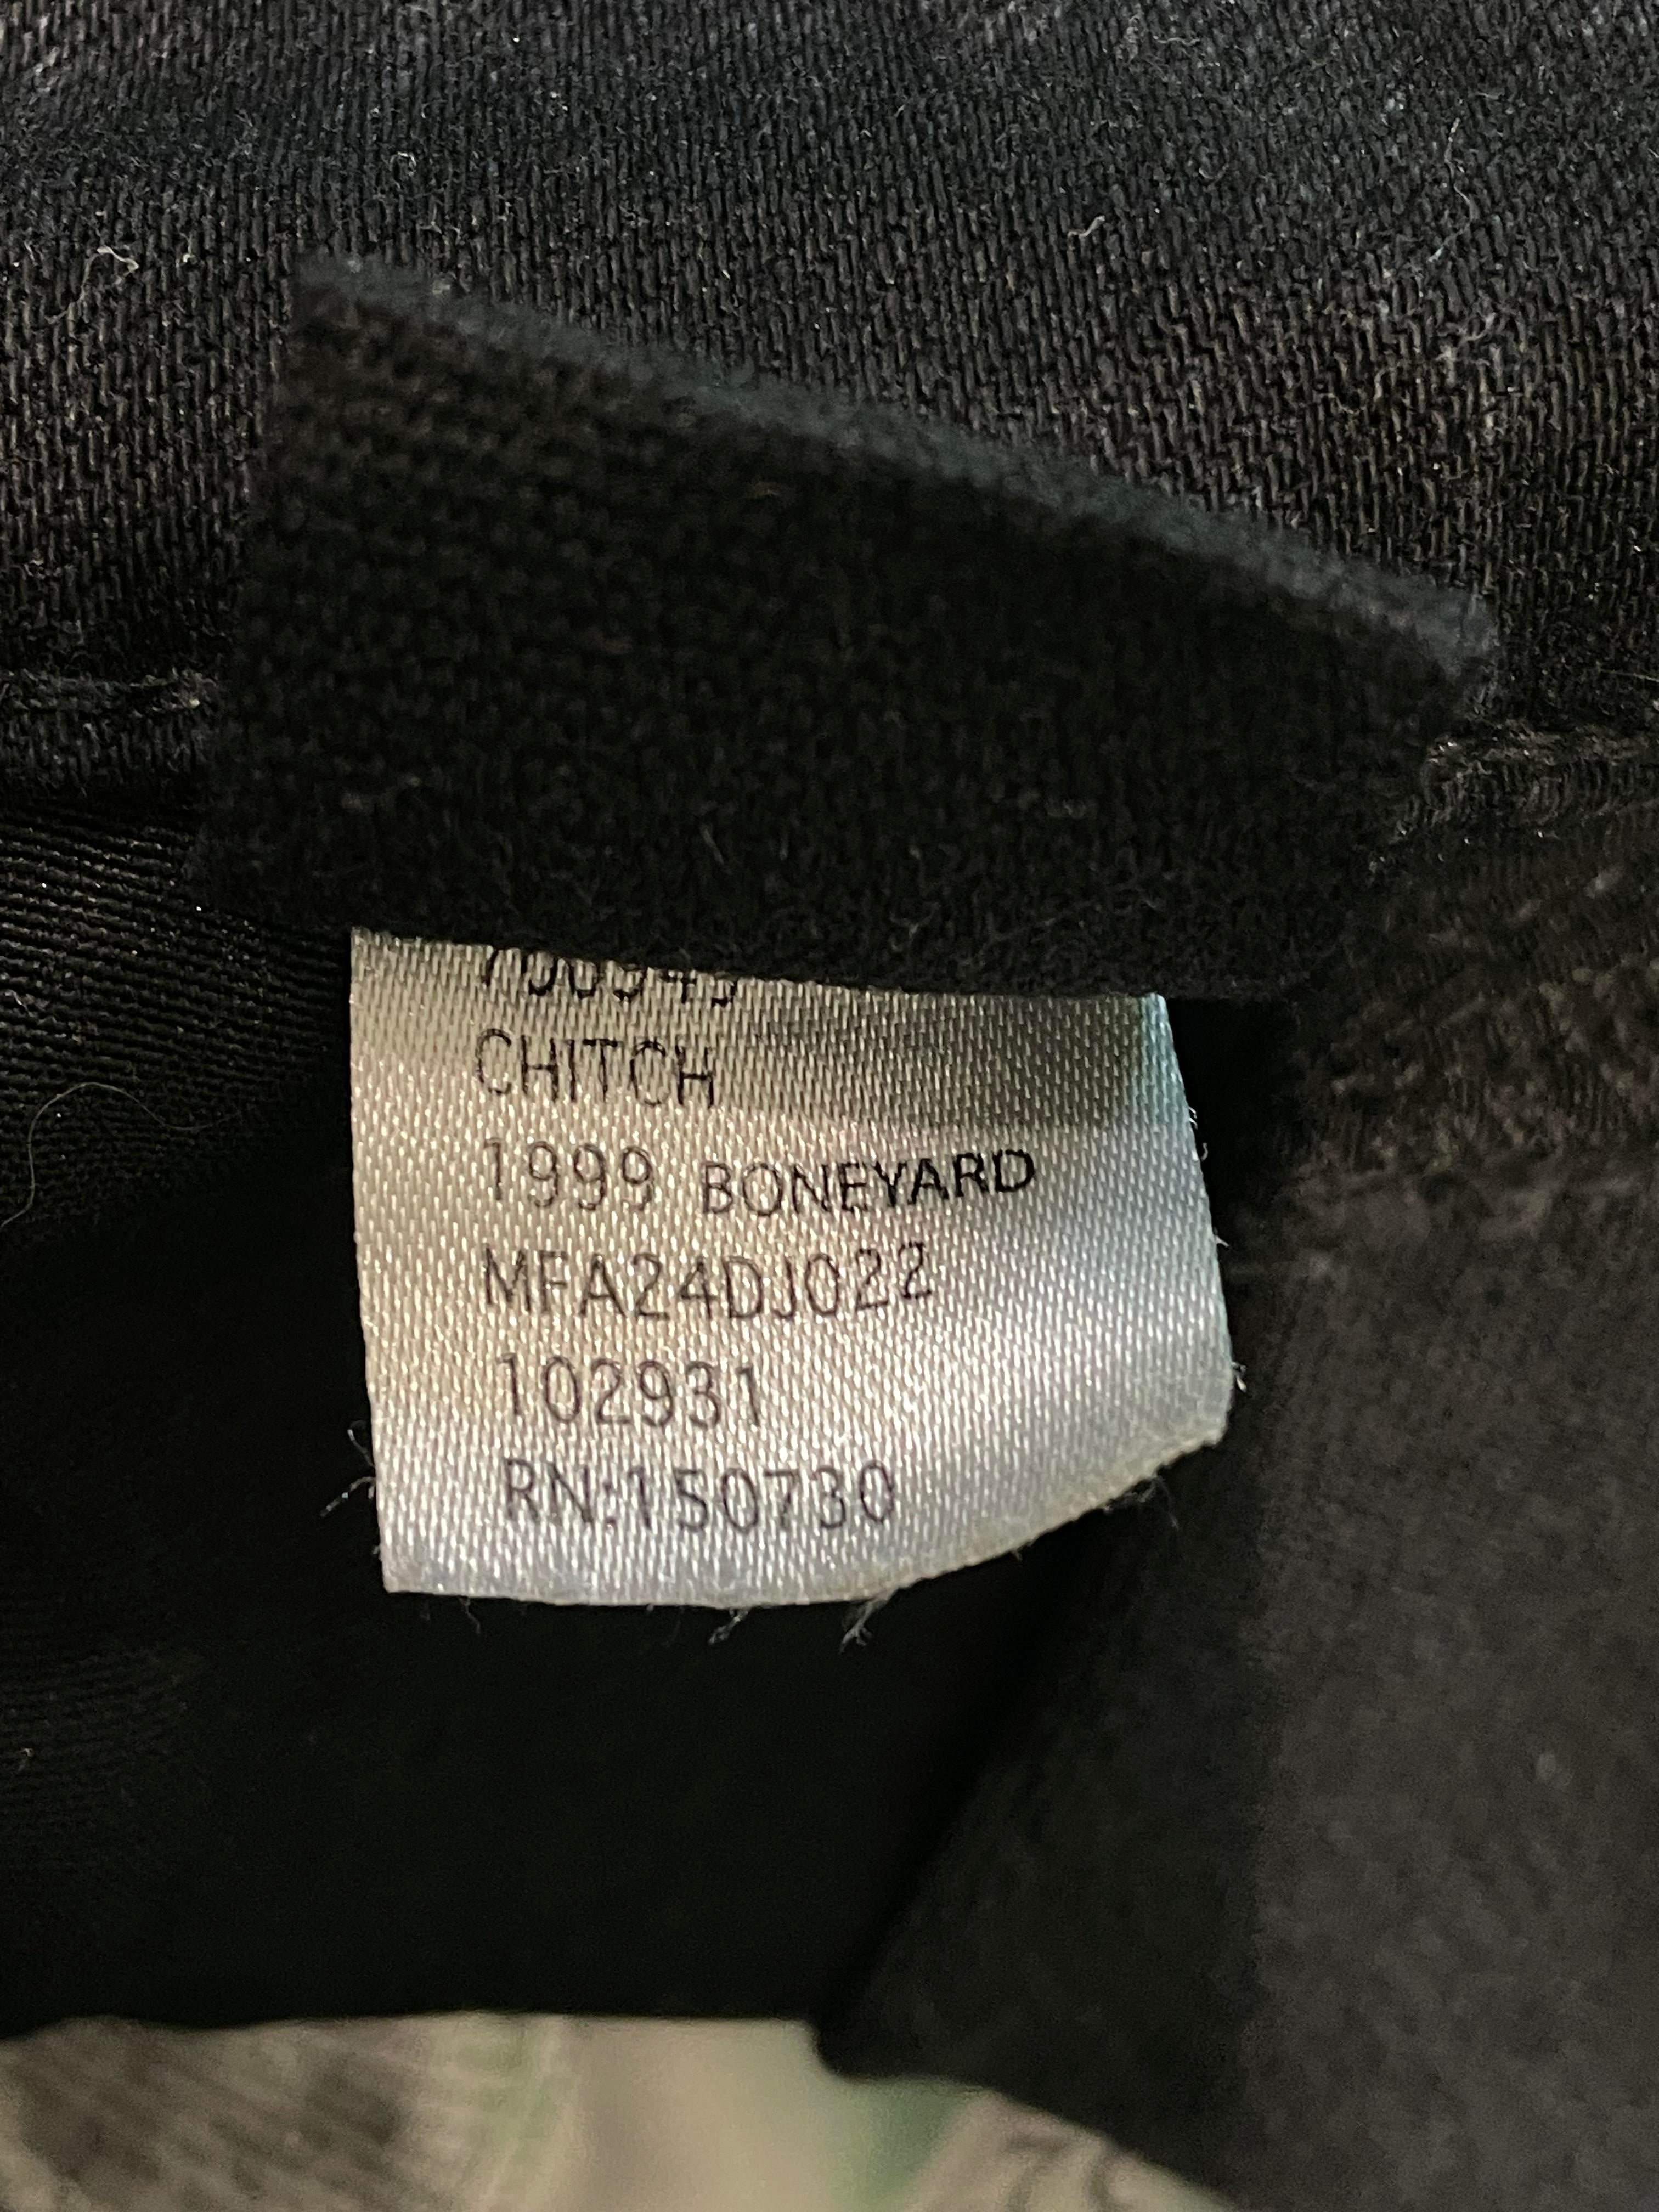 CHITCH
1999 BONEYARD
MFA24DJ022
102931
RN:150730